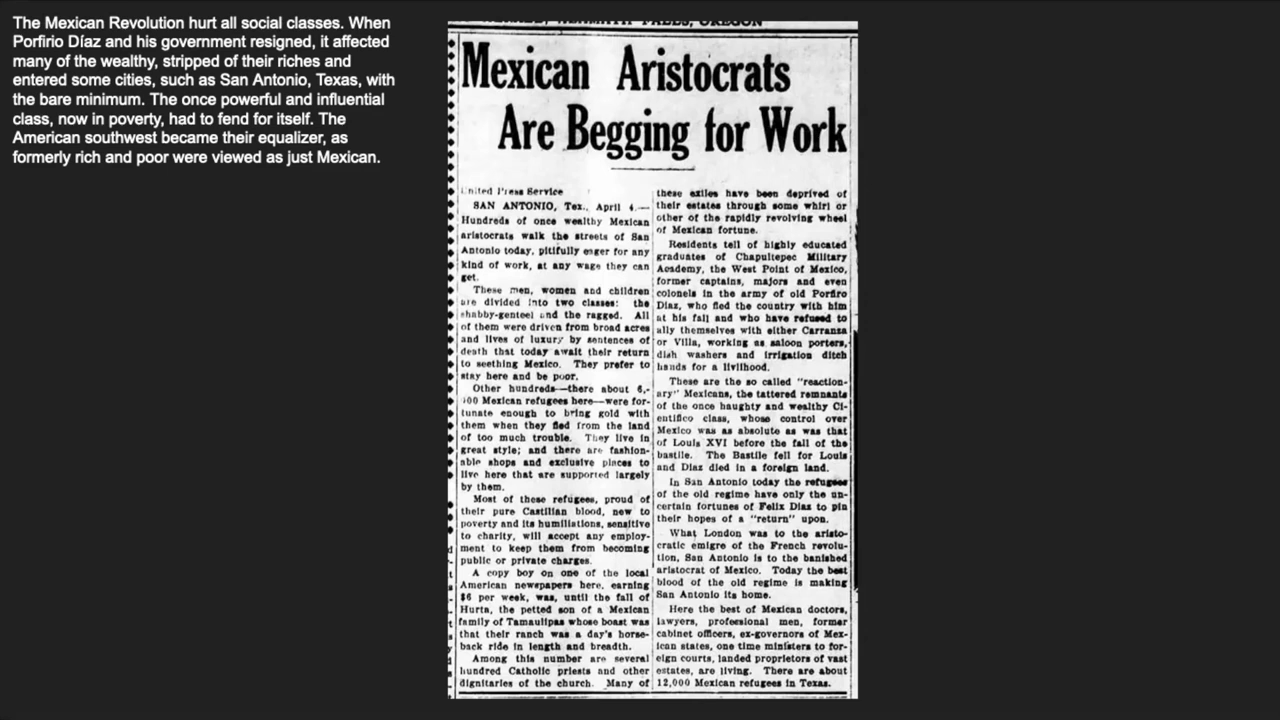 The Mexican Revolution hurt all social classes. When
Porfirio Díaz and his government resigned, it affected
many of the wealthy, stripped of their riches and
entered some cities, such as San Antonio, Texas, with
the bare minimum. The once powerful and influential
class, now in poverty, had to fend for itself. The
American southwest became their equalizer, as
formerly rich and poor were viewed as just Mexican.
FALLS, OREGON
Mexican Aristocrats
Are Begging for Work
United Press Service
SAN ANTONIO, Tex., April 4.—
Hundreds of once wealthy Mexican
aristocrats walk the streets of San
Antonio today, pitifully eager for any
kind of work, at any wage they can
get.
These men, women and children
are divided into two classes: the
shabby-genteel and the ragged. All
of them were driven from broad acres
and lives of luxury by sentences of
death that today await their return
to seething Mexico. They prefer to
stay here and be poor.
Other hundreds—there about 6,-
00 Mexican refugees here—were for-
tunate enough to bring gold with
them when they fled from the land
of too much trouble. They live in
great style; and there are fashion-
able shops and exclusive places to
live here that are supported largely
by them.
Most of these refugees, proud of
their pure Castilian blood, new to
poverty and its humiliations, sensitive
to charity, will accept any employ-
ment to keep them from becoming
public or private charges.
A copy boy on one of the local
American newspapers here, earning
$6 per week, was, until the fall of
Hurta, the petted son of a Mexican
family of Tamaulipas whose boast was
that their ranch was a day's horse-
back ride in length and breadth.
Among this number are several
hundred Catholic priests and other
dignitaries of the church. Many of
these exiles have been deprived of
their estates through some whirl or
other of the rapidly revolving wheel
of Mexican fortune.
Residents tell of highly educated
graduates of Chapultepec Military
Academy, the West Point of Mexico,
former captains, majors and even
colonels in the army of old Porfiro
Diaz, who fled the country with him
at his fall and who have refused to
ally themselves with either Carranza
or Villa, working as saloon porters,
dish washers and irrigation ditch
hands for a livlihood.
These are the so called "reaction-
ary" Mexicans, the tattered remnants
of the once haughty and wealthy Ci-
entifico class, whose control over
Mexico was as absolute as was that
of Louis XVI before the fall of the
bastile. The Bastile fell for Louis
and Diaz died in a foreign land.
In San Antonio today the refugees
of the old regime have only the un-
certain fortunes of Felix Diaz to pin
their hopes of a "return" upon.
What London was to the aristo-
cratic emigre of the French revolu-
tion, San Antonio is to the banished
aristocrat of Mexico. Today the best
blood of the old regime is making
San Antonio its home.
Here the best of Mexican doctors,
lawyers, professional men, former
cabinet officers, ex-governors of Mex-
ican states, one time ministers to for-
eign courts, landed proprietors of vast
estates, are living. There are about
12,000 Mexican refugees in Texas.